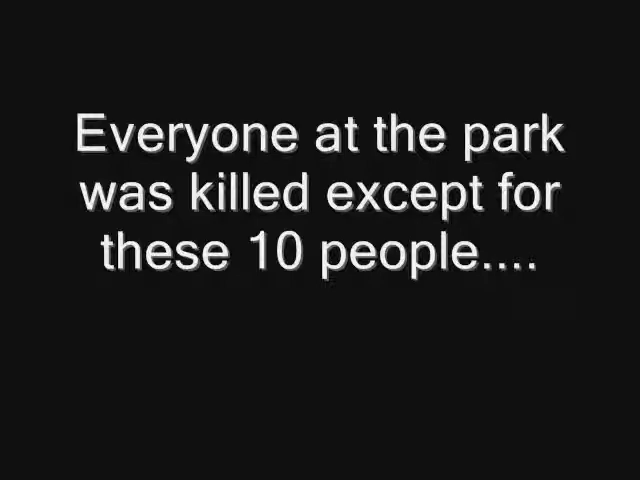 Everyone at the park
was killed except for
these 10 people....